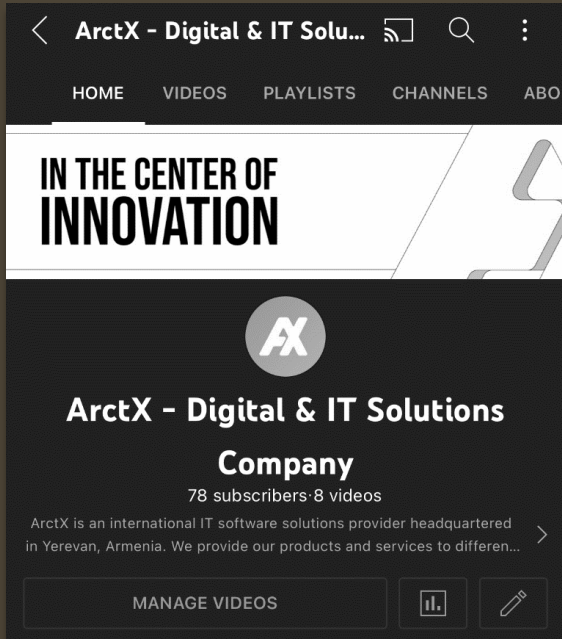 ArctX - Digital & IT Solu...
HOME VIDEOS PLAYLISTS CHANNELS ABO
IN THE CENTER OF
INNOVATION
AX
ArctX - Digital & IT Solutions
Company
78 subscribers·8 videos
ArctX is an international IT software solutions provider headquartered
in Yerevan, Armenia. We provide our products and services to differen...
MANAGE VIDEOS